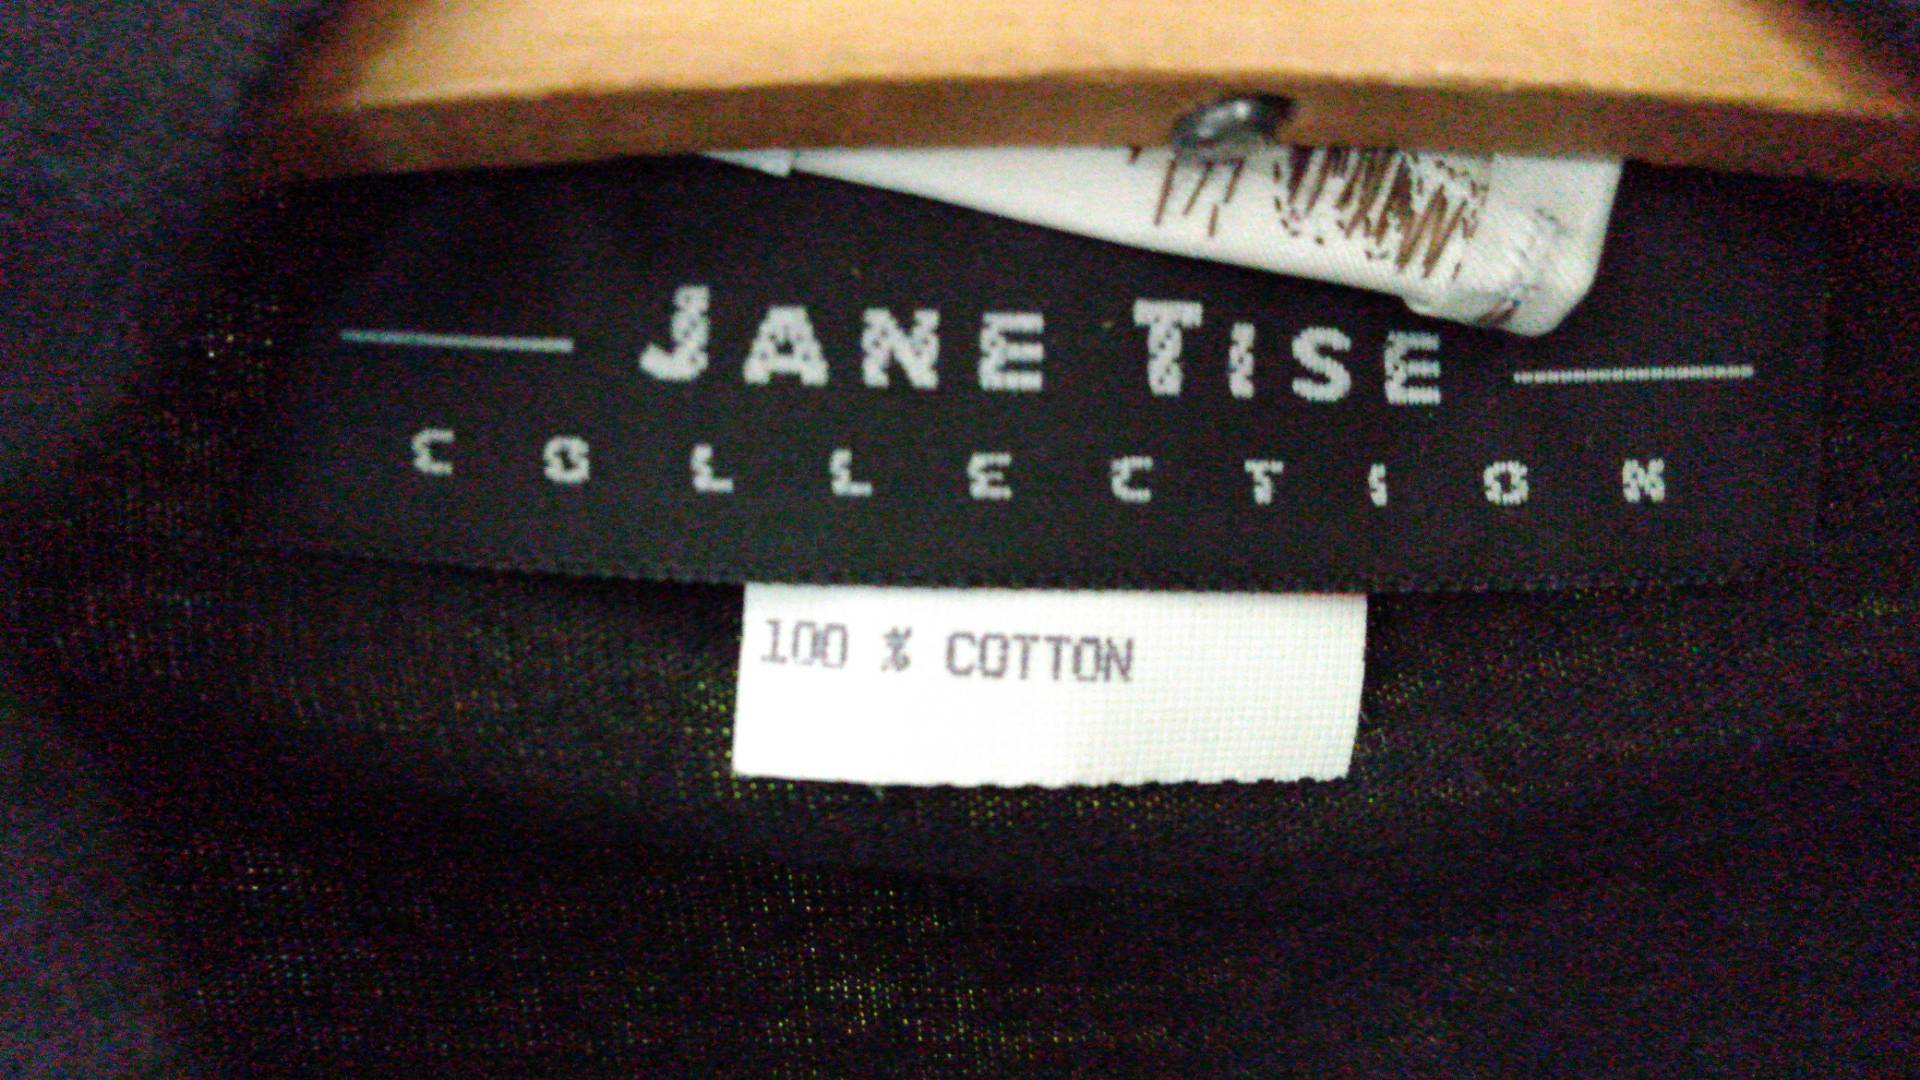 JANE TISE
COLLECTION
100 % COTTON